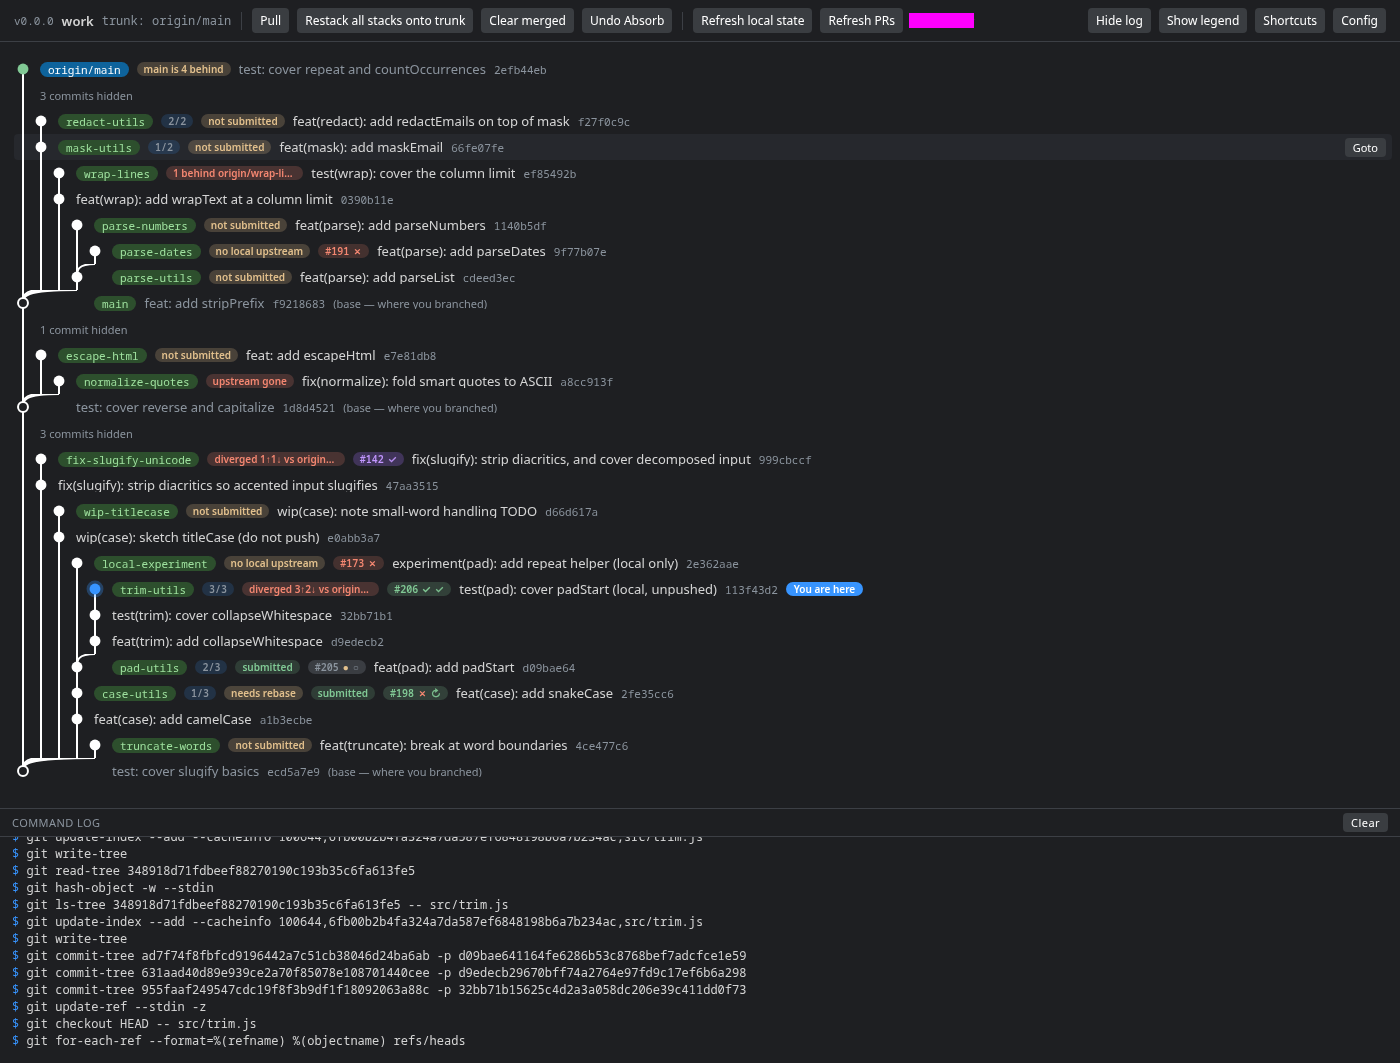 v0.0.0 work trunk: origin/main Pull Restack all stacks onto trunk Clear merged Undo Absorb Refresh local state Refresh PRs Hide log Show legend Shortcuts Config
origin/main main is 4 behind test: cover repeat and countOccurrences 2efb44eb
3 commits hidden
redact-utils 2/2 not submitted feat(redact): add redactEmails on top of mask f27f0c9c
mask-utils 1/2 not submitted feat(mask): add maskEmail 66fe07fe Goto
wrap-lines 1 behind origin/wrap-li... test(wrap): cover the column limit ef85492b
feat(wrap): add wrapText at a column limit 0390b11e
parse-numbers not submitted feat(parse): add parseNumbers 1140b5df
parse-dates no local upstream #191 × feat(parse): add parseDates 9f77b07e
parse-utils not submitted feat(parse): add parseList cdeed3ec
main feat: add stripPrefix f9218683 (base — where you branched)
1 commit hidden
escape-html not submitted feat: add escapeHtml e7e81db8
normalize-quotes upstream gone fix(normalize): fold smart quotes to ASCII a8cc913f
test: cover reverse and capitalize 1d8d4521 (base — where you branched)
3 commits hidden
fix-slugify-unicode diverged 1↑1↓ vs origin... #142 ✓ fix(slugify): strip diacritics, and cover decomposed input 999cbccf
fix(slugify): strip diacritics so accented input slugifies 47aa3515
wip-titlecase not submitted wip(case): note small-word handling TODO d66d617a
wip(case): sketch titleCase (do not push) e0abb3a7
local-experiment no local upstream #173 × experiment(pad): add repeat helper (local only) 2e362aae
trim-utils 3/3 diverged 3↑2↓ vs origin... #206 ✓ ✓ test(pad): cover padStart (local, unpushed) 113f43d2 You are here
test(trim): cover collapseWhitespace 32bb71b1
feat(trim): add collapseWhitespace d9edecb2
pad-utils 2/3 submitted #205 ● ○ feat(pad): add padStart d09bae64
case-utils 1/3 needs rebase submitted #198 × ↻ feat(case): add snakeCase 2fe35cc6
feat(case): add camelCase a1b3ecbe
truncate-words not submitted feat(truncate): break at word boundaries 4ce477c6
test: cover slugify basics ecd5a7e9 (base — where you branched)
COMMAND LOG Clear
$ git update-index --add --cacheinfo 100644,6fb00b2b4fa324a7da587ef6848198b6a7b234ac,src/trim.js
$ git write-tree
$ git read-tree 348918d71fdbeef88270190c193b35c6fa613fe5
$ git hash-object -w --stdin
$ git ls-tree 348918d71fdbeef88270190c193b35c6fa613fe5 -- src/trim.js
$ git update-index --add --cacheinfo 100644,6fb00b2b4fa324a7da587ef6848198b6a7b234ac,src/trim.js
$ git write-tree
$ git commit-tree ad7f74f8fbfcd9196442a7c51cb38046d24ba6ab -p d09bae641164fe6286b53c8768bef7adcfce1e59
$ git commit-tree 631aad40d89e939ce2a70f85078e108701440cee -p d9edecb29670bff74a2764e97fd9c17ef6b6a298
$ git commit-tree 955faaf249547cdc19f8f3b9df1f18092063a88c -p 32bb71b15625c4d2a3a058dc206e39c411dd0f73
$ git update-ref --stdin -z
$ git checkout HEAD -- src/trim.js
$ git for-each-ref --format=%(refname) %(objectname) refs/heads